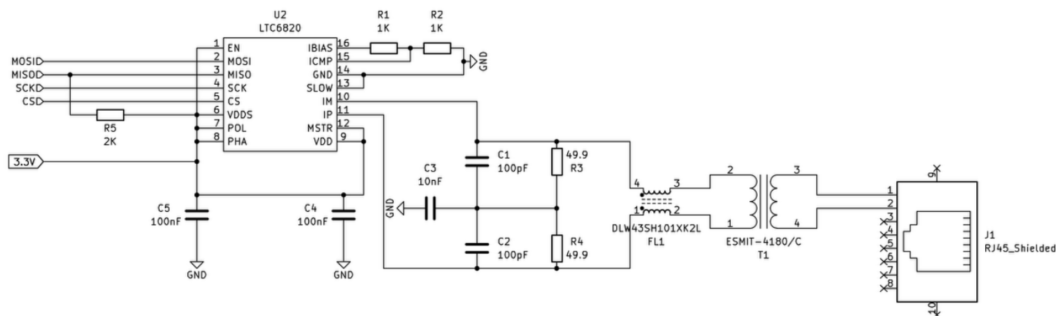 U2
LTC6820
R1
1K
R2
1K
1 EN
2 MOSI
3 MISO
4 SCK
5 CS
6 VDDS
7 POL
8 PHA
IBIAS 16
ICMP 15
GND 14
SLOW 13
IM 10
IP 11
MSTR 12
VDD 9
MOSI
MISO
SCK
CS
R5
2K
3.3V
GND
C5
100nF
C4
100nF
GND
GND
C3
10nF
GND
C1
100pF
C2
100pF
49.9
R3
R4
49.9
4
3
1
2
DLW43SH101XK2L
FL1
2
1
3
4
ESMIT-4180/C
T1
9
1
2
3
4
5
6
7
8
10
J1
RJ45_Shielded